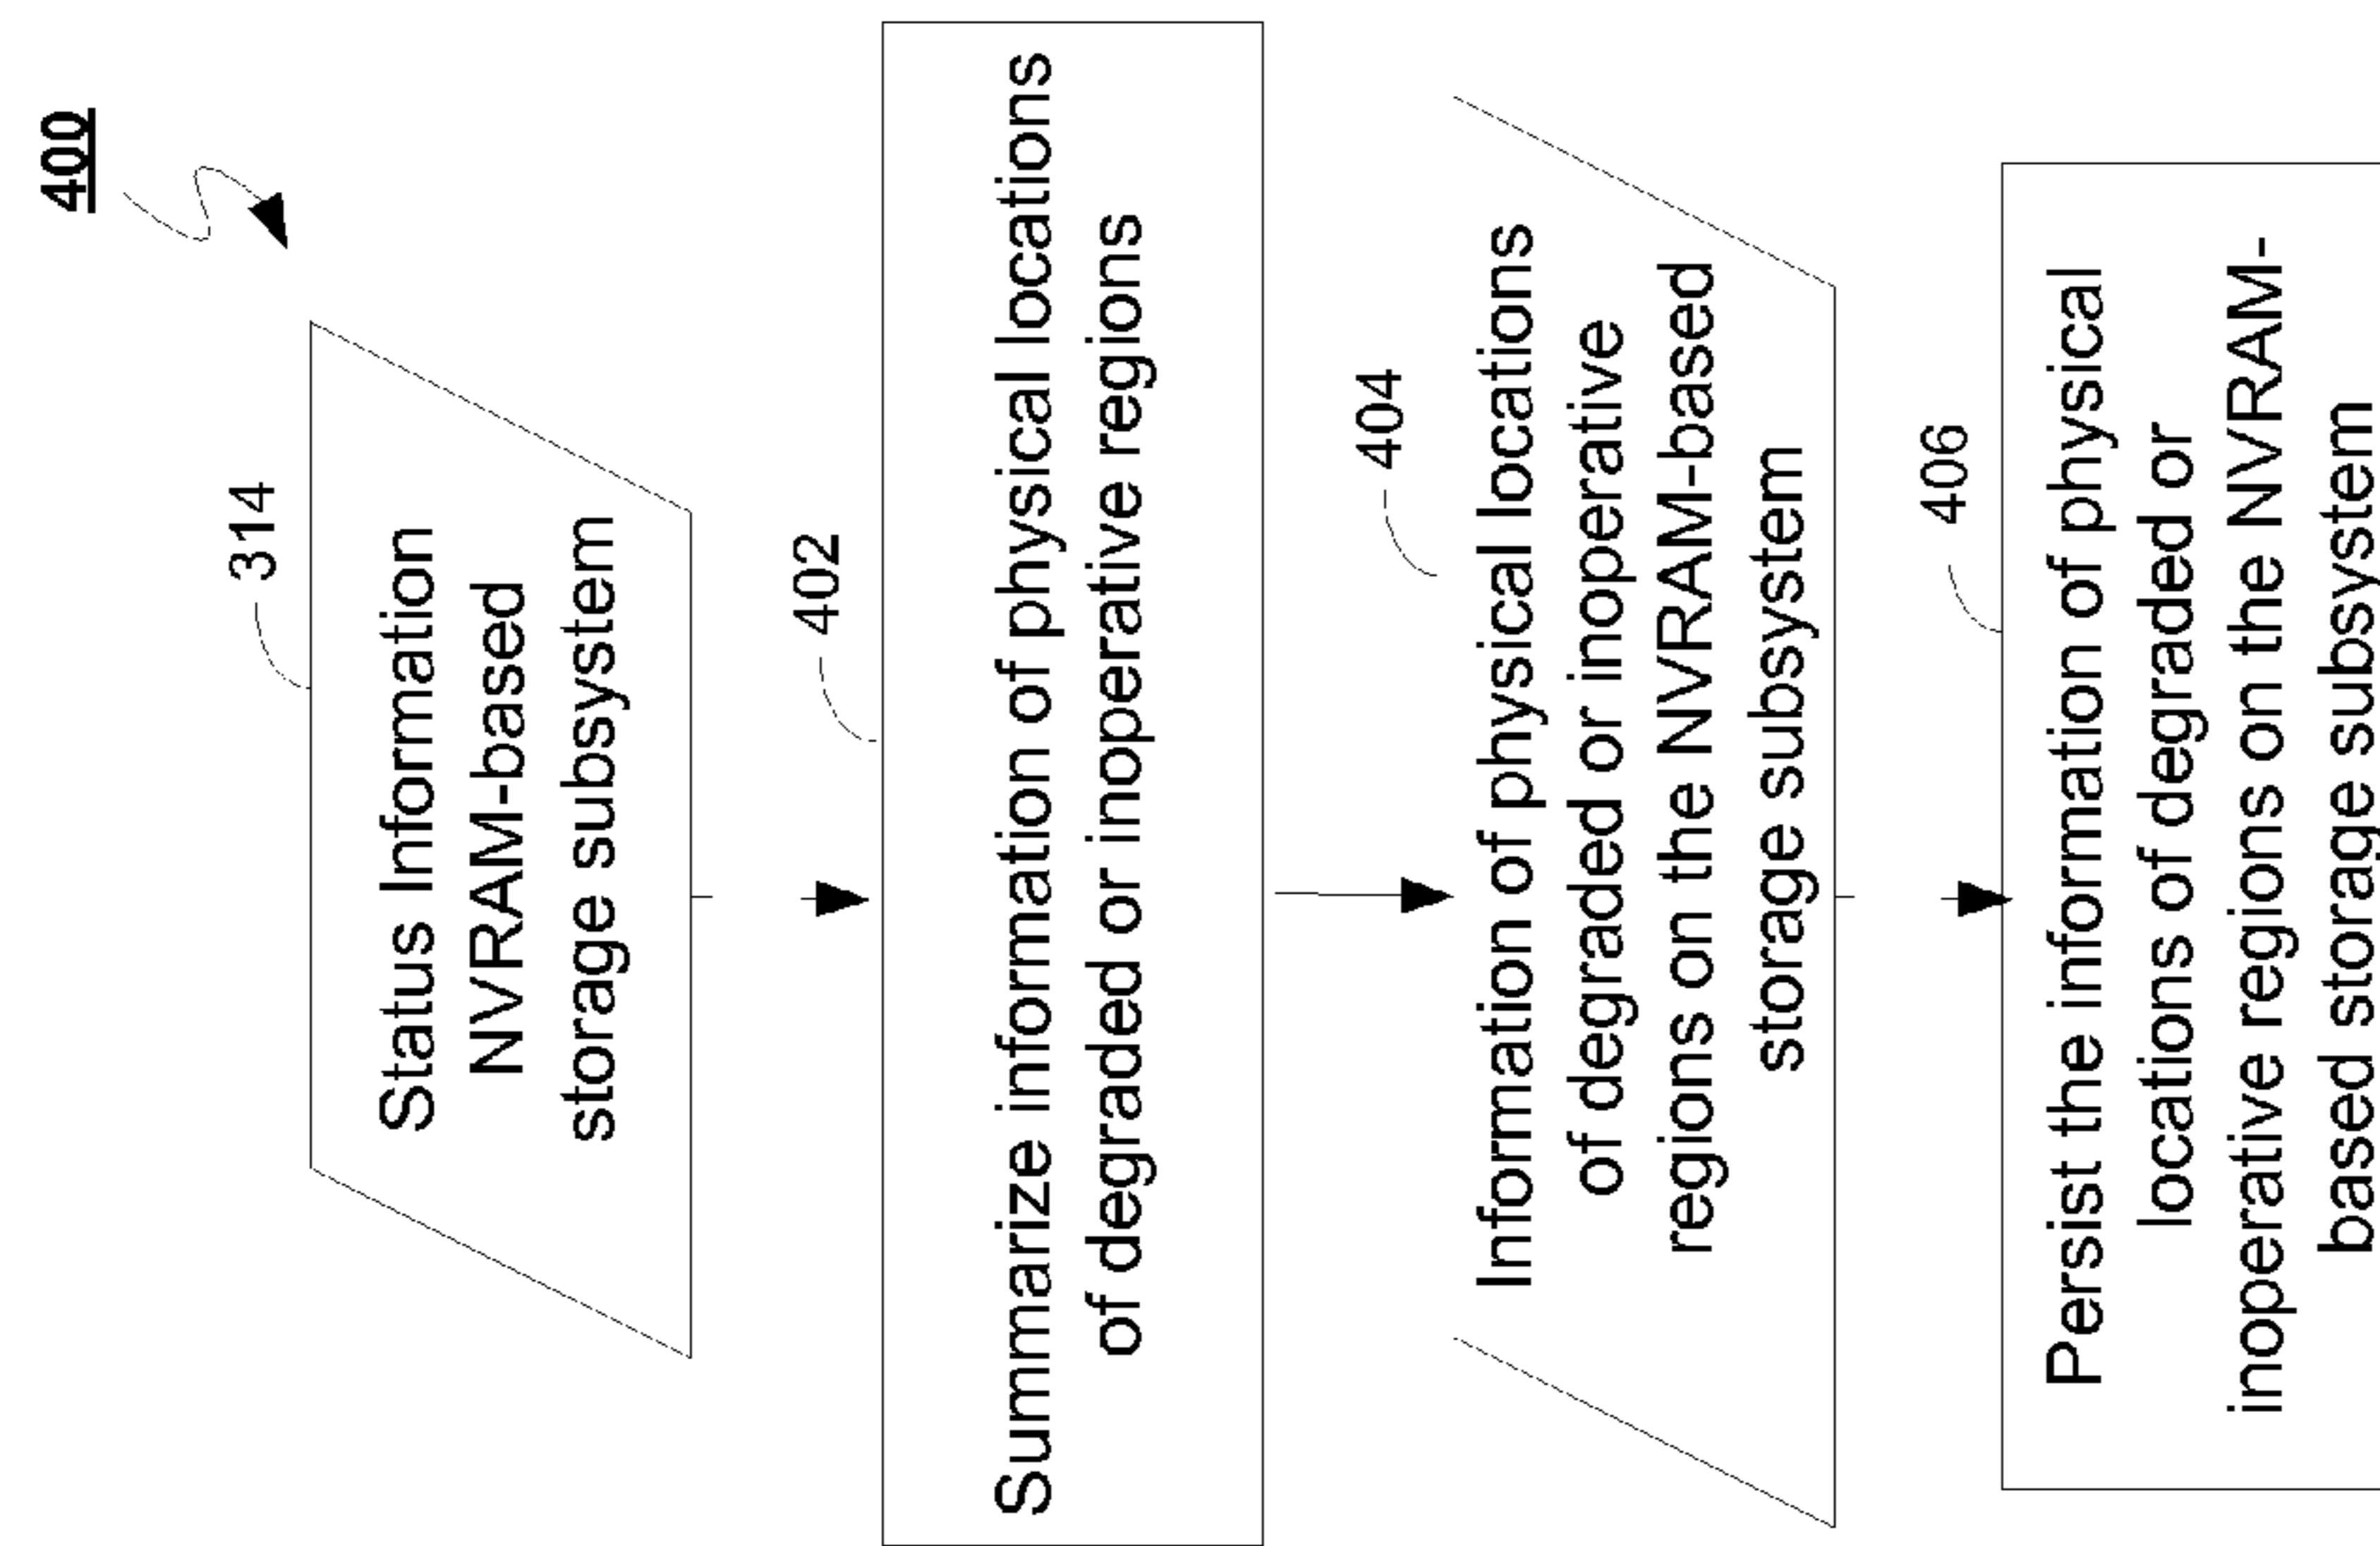 400
314
Status Information
NVRAM-based
storage subsystem
402
Summarize information of physical locations
of degraded or inoperative regions
404
Information of physical locations
of degraded or inoperative
regions on the NVRAM-based
storage subsystem
406
Persist the information of physical
locations of degraded or
inoperative regions on the NVRAM-
based storage subsystem